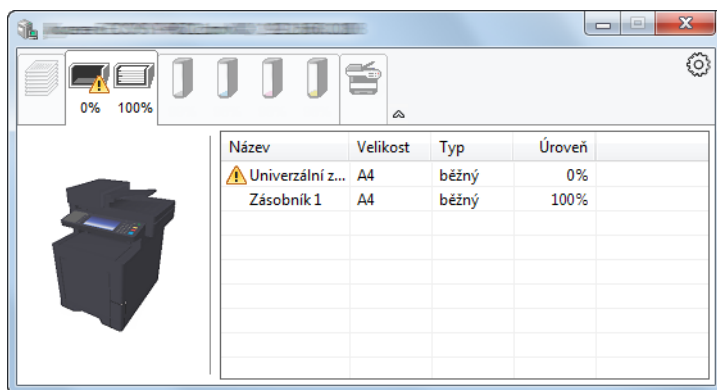 0% 100%
Název Velikost Typ Úroveň
Univerzální z... A4 běžný 0%
Zásobník 1 A4 běžný 100%